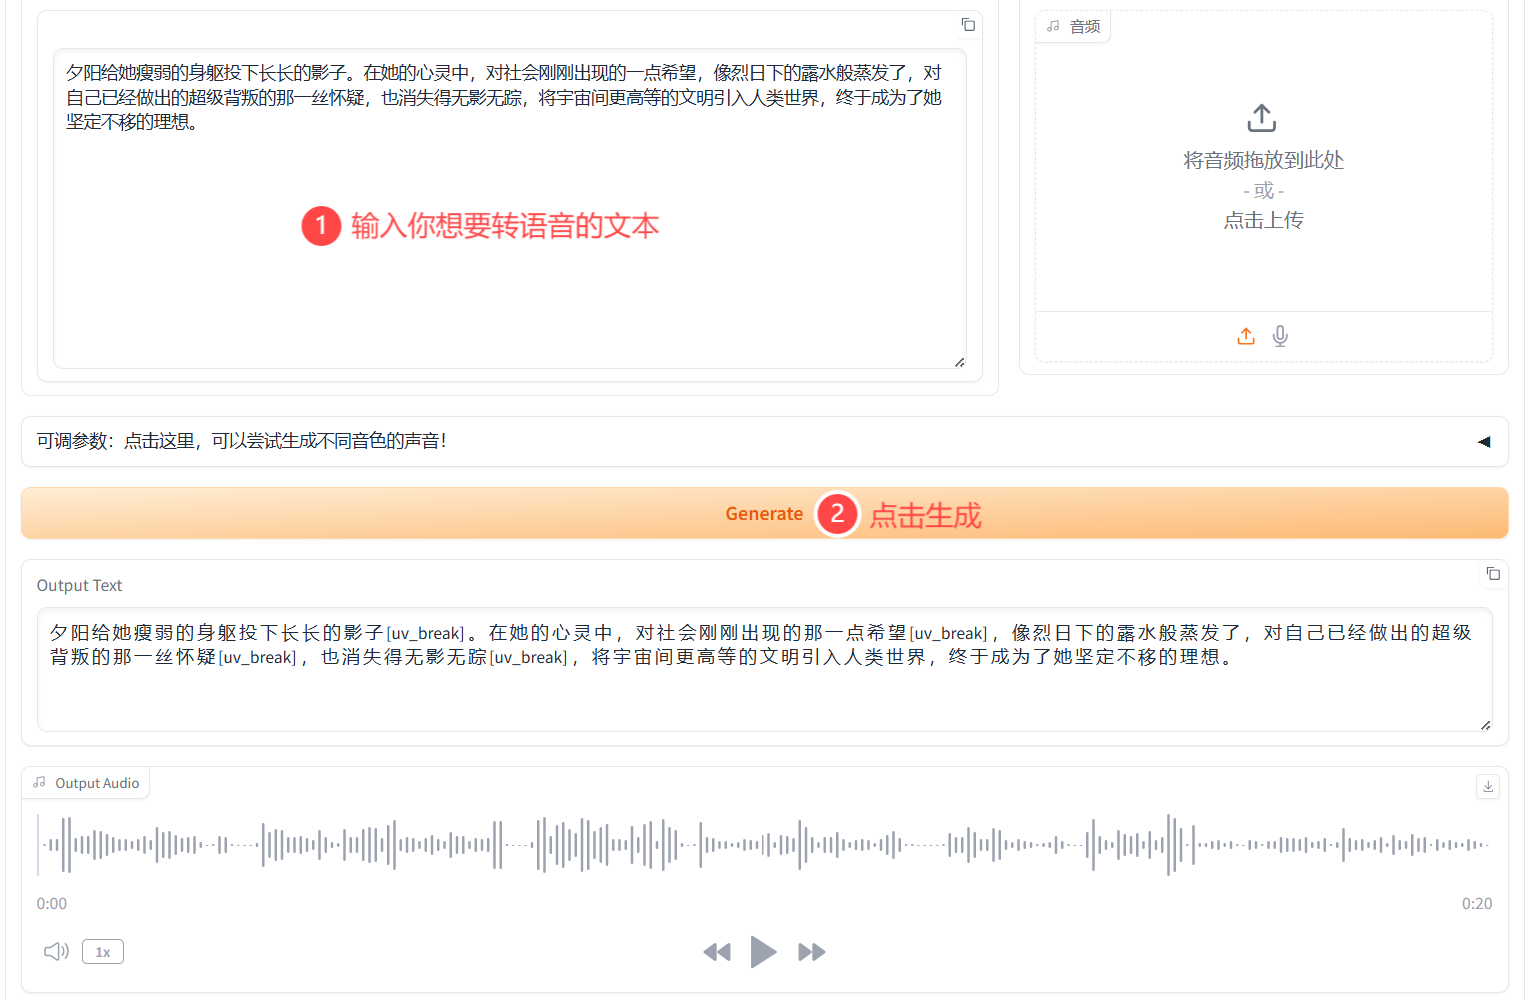 夕阳给她瘦弱的身躯投下长长的影子。在她的心灵中，对社会刚刚出现的一点希望，像烈日下的露水般蒸发了，对
自己已经做出的超级背叛的那一丝怀疑，也消失得无影无踪，将宇宙间更高等的文明引入人类世界，终于成为了她
坚定不移的理想。
1 输入你想要转语音的文本
音频
将音频拖放到此处
- 或 -
点击上传
可调参数：点击这里，可以尝试生成不同音色的声音！
Generate 2 点击生成
Output Text
夕阳给她瘦弱的身躯投下长长的影子[uv_break]。在她的心灵中，对社会刚刚出现的那一点希望[uv_break]，像烈日下的露水般蒸发了，对自己已经做出的超级
背叛的那一丝怀疑[uv_break]，也消失得无影无踪[uv_break]，将宇宙间更高等的文明引入人类世界，终于成为了她坚定不移的理想。
Output Audio
0:00
0:20
1x